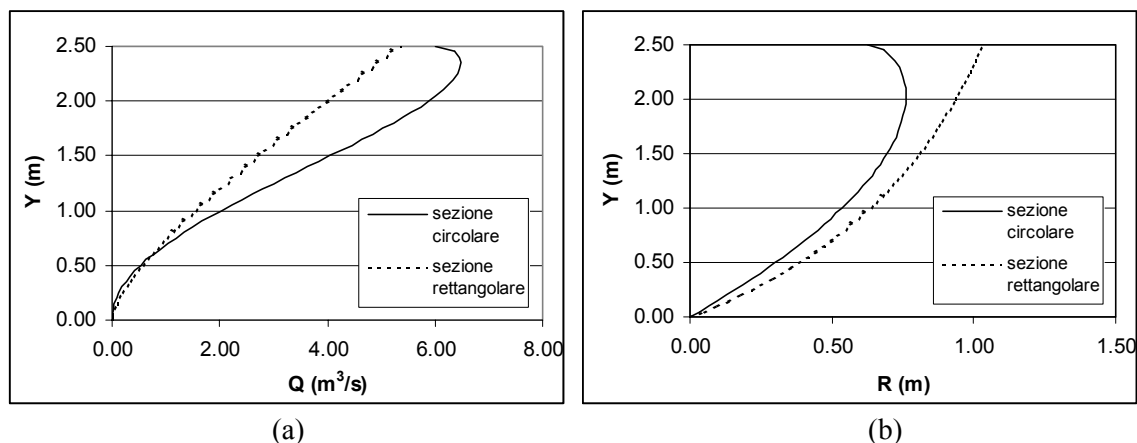 2.50
2.00
1.50
1.00
0.50
0.00
Y (m)
0.00 2.00 4.00 6.00 8.00
Q (m³/s)
sezione
circolare
sezione
rettangolare
(a)
2.50
2.00
1.50
1.00
0.50
0.00
Y (m)
0.00 0.50 1.00 1.50
R (m)
sezione
circolare
sezione
rettangolare
(b)